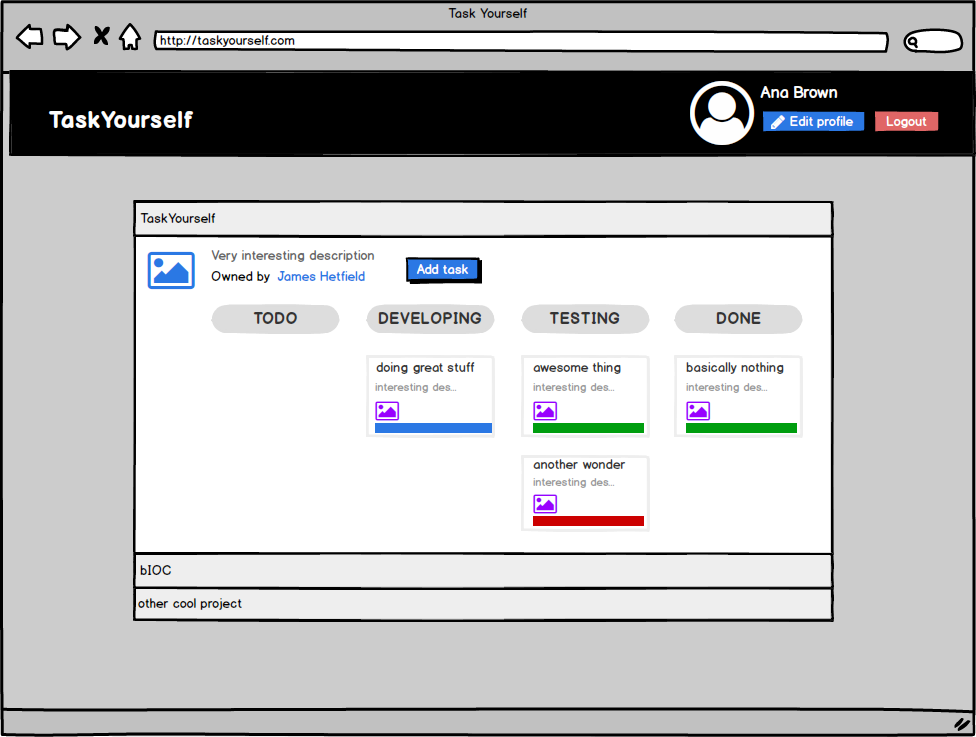 Task Yourself
http://taskyourself.com
TaskYourself
Ana Brown
Edit profile
Logout
TaskYourself
Very interesting description
Owned by James Hetfield
Add task
TODO
DEVELOPING
TESTING
DONE
doing great stuff
interesting des...
awesome thing
interesting des...
basically nothing
interesting des...
another wonder
interesting des...
bIOC
other cool project